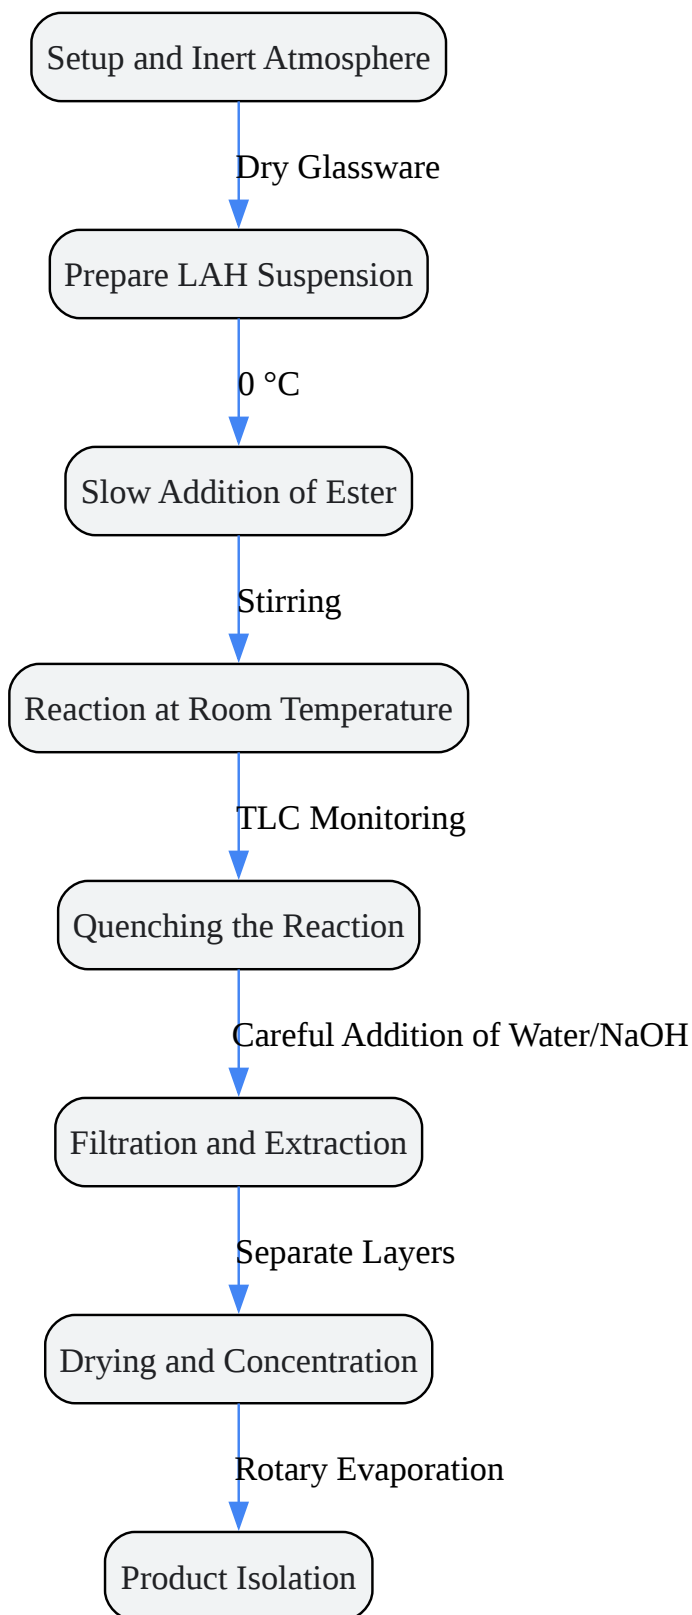 Setup and Inert Atmosphere
Dry Glassware
Prepare LAH Suspension
0 °C
Slow Addition of Ester
Stirring
Reaction at Room Temperature
TLC Monitoring
Quenching the Reaction
Careful Addition of Water/NaOH
Filtration and Extraction
Separate Layers
Drying and Concentration
Rotary Evaporation
Product Isolation